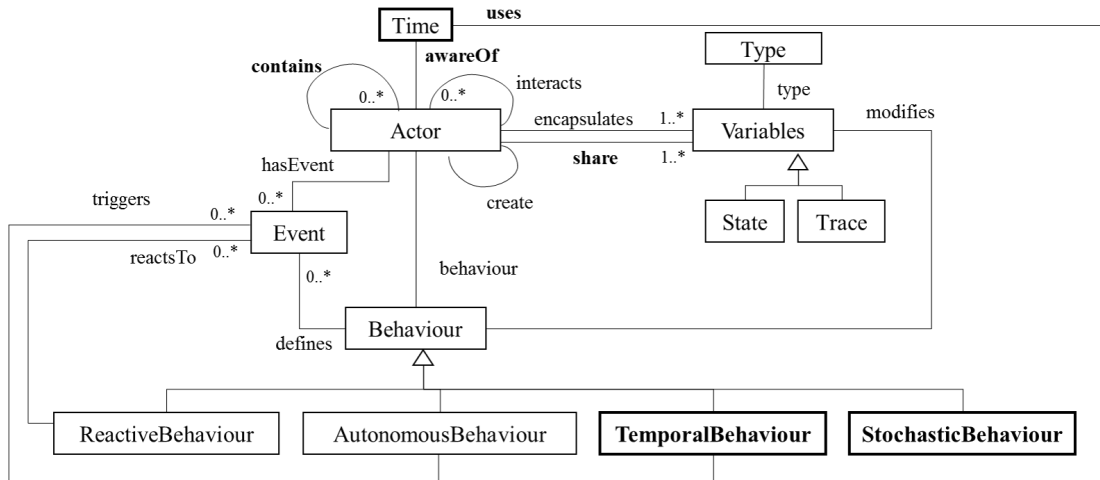 uses
Time
awareOf
Type
contains
interacts
0..*
0..*
type
encapsulates
1..*
modifies
Actor
Variables
share
1..*
hasEvent
0..*
create
triggers
0..*
State
Trace
Event
reactsTo
0..*
0..*
behaviour
Behaviour
defines
ReactiveBehaviour
AutonomousBehaviour
TemporalBehaviour
StochasticBehaviour